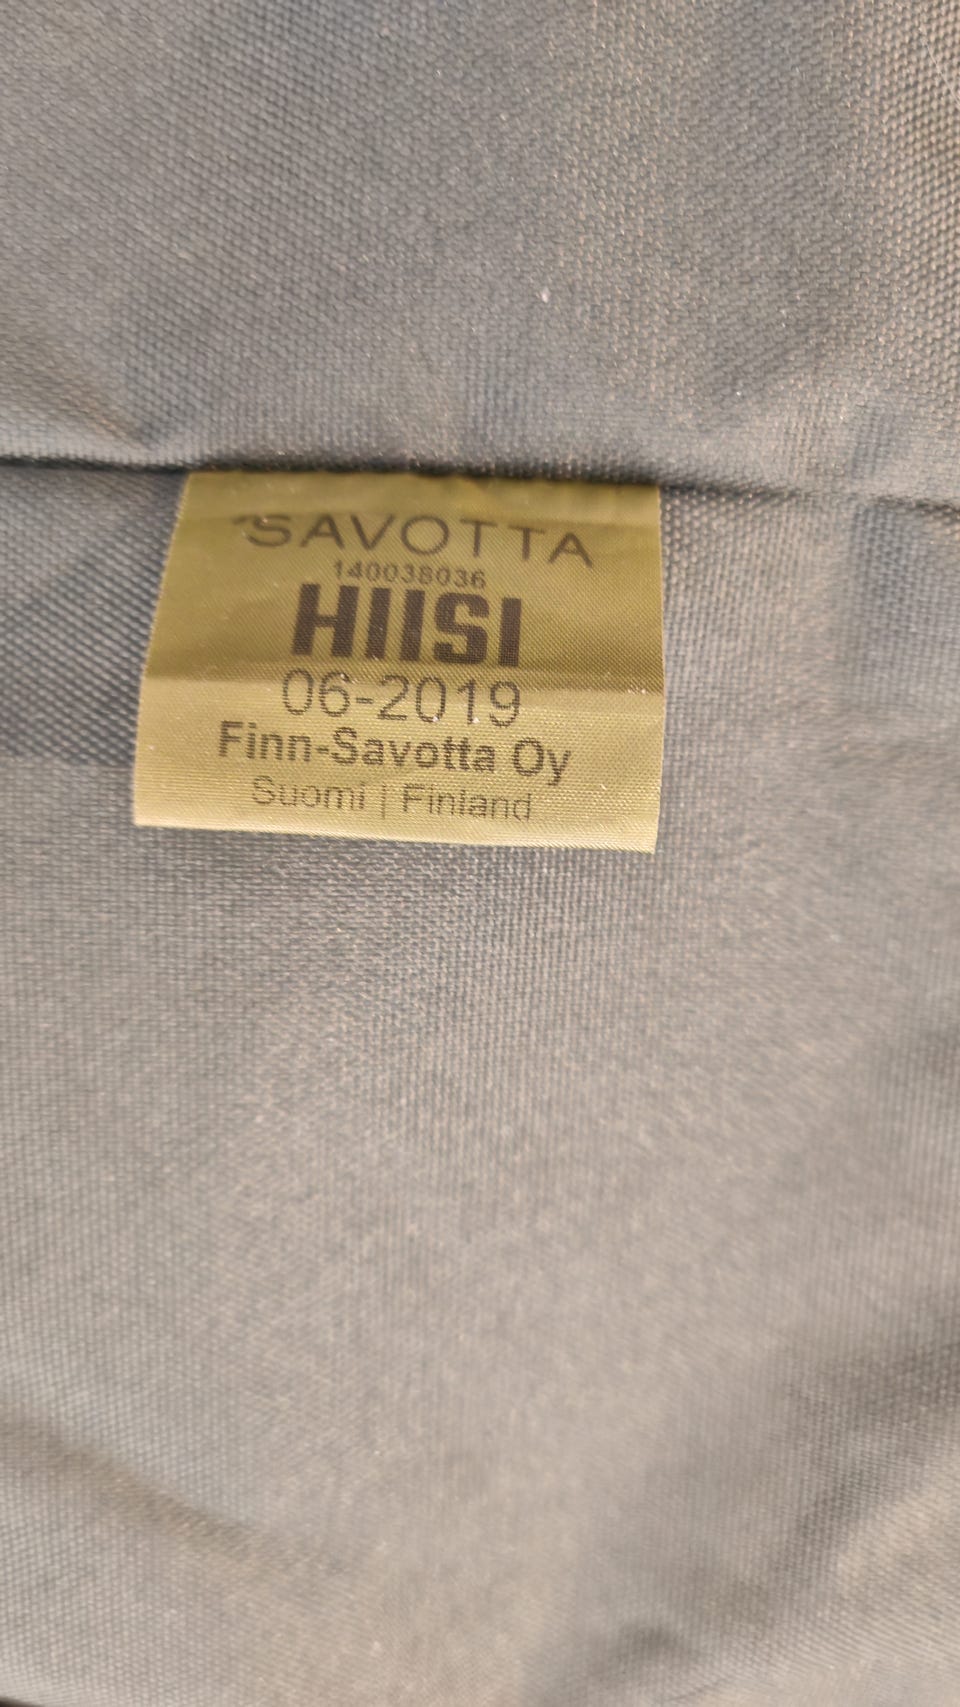 SAVOTTA
140038036
HIISI
06-2019
Finn-Savotta Oy
Suomi | Finland